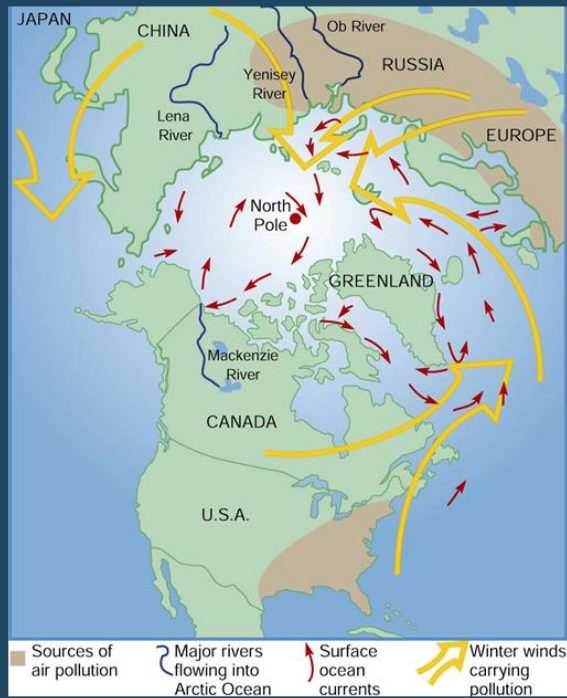 JAPAN
CHINA
Ob River
RUSSIA
Yenisey
River
EUROPE
Lena
River
North
Pole
GREENLAND
Mackenzie
River
CANADA
U.S.A.
Sources of
air pollution
Major rivers
flowing into
Arctic Ocean
Surface
ocean
currents
Winter winds
carrying
pollution